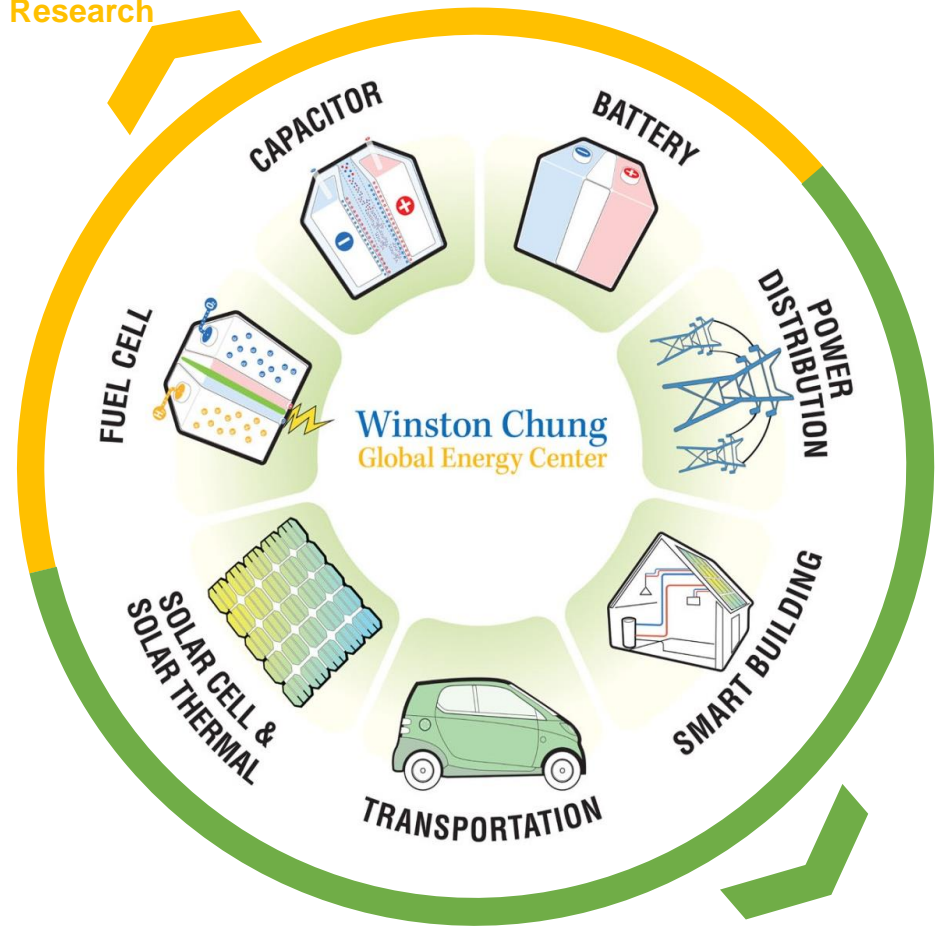 Research
CAPACITOR
BATTERY
POWER
DISTRIBUTION
SMART BUILDING
TRANSPORTATION
SOLAR CELL &
SOLAR THERMAL
FUEL CELL
Winston Chung
Global Energy Center